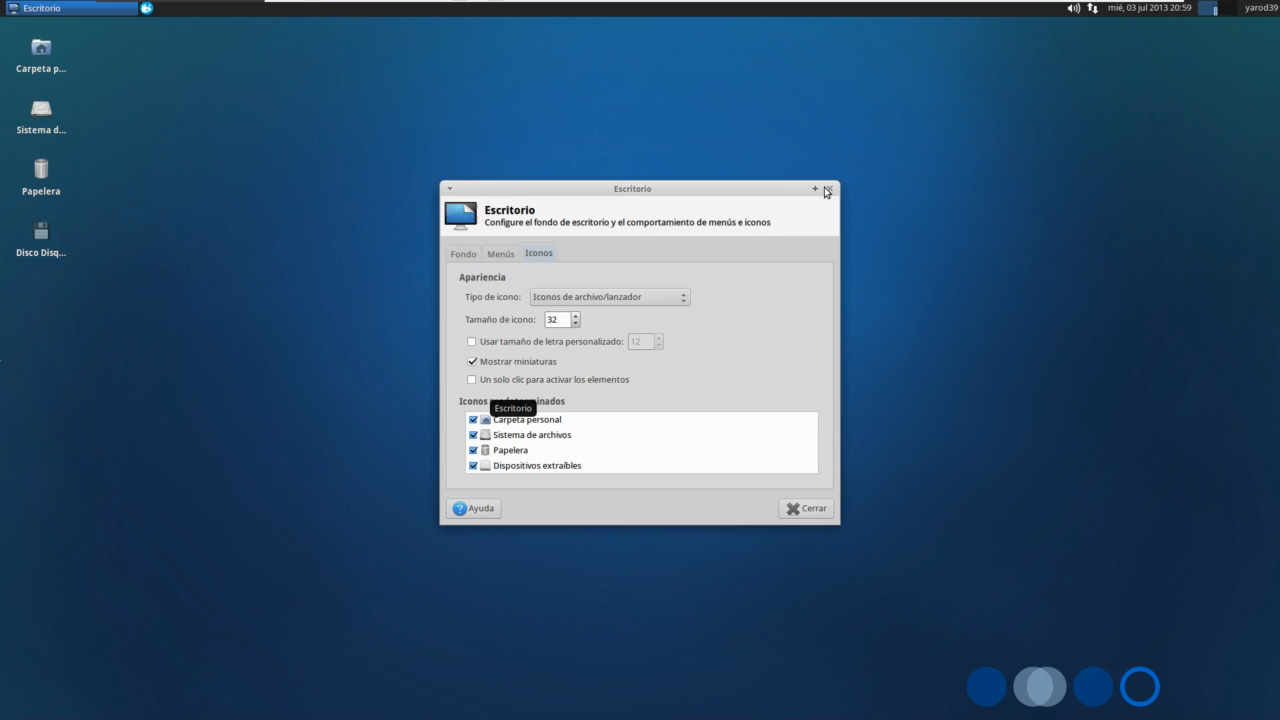 Escritorio
mié, 03 jul 2013 20:59
yarod39
Carpeta p...
Sistema d...
Papelera
Disco Disq...
Escritorio
Escritorio
Configure el fondo de escritorio y el comportamiento de menús e iconos
Fondo Menús Iconos
Apariencia
Tipo de icono: Iconos de archivo/lanzador
Tamaño de icono: 32
Usar tamaño de letra personalizado: 12
Mostrar miniaturas
Un solo clic para activar los elementos
Iconos
Escritorio
Carpeta personal
Sistema de archivos
Papelera
Dispositivos extraíbles
Ayuda
Cerrar